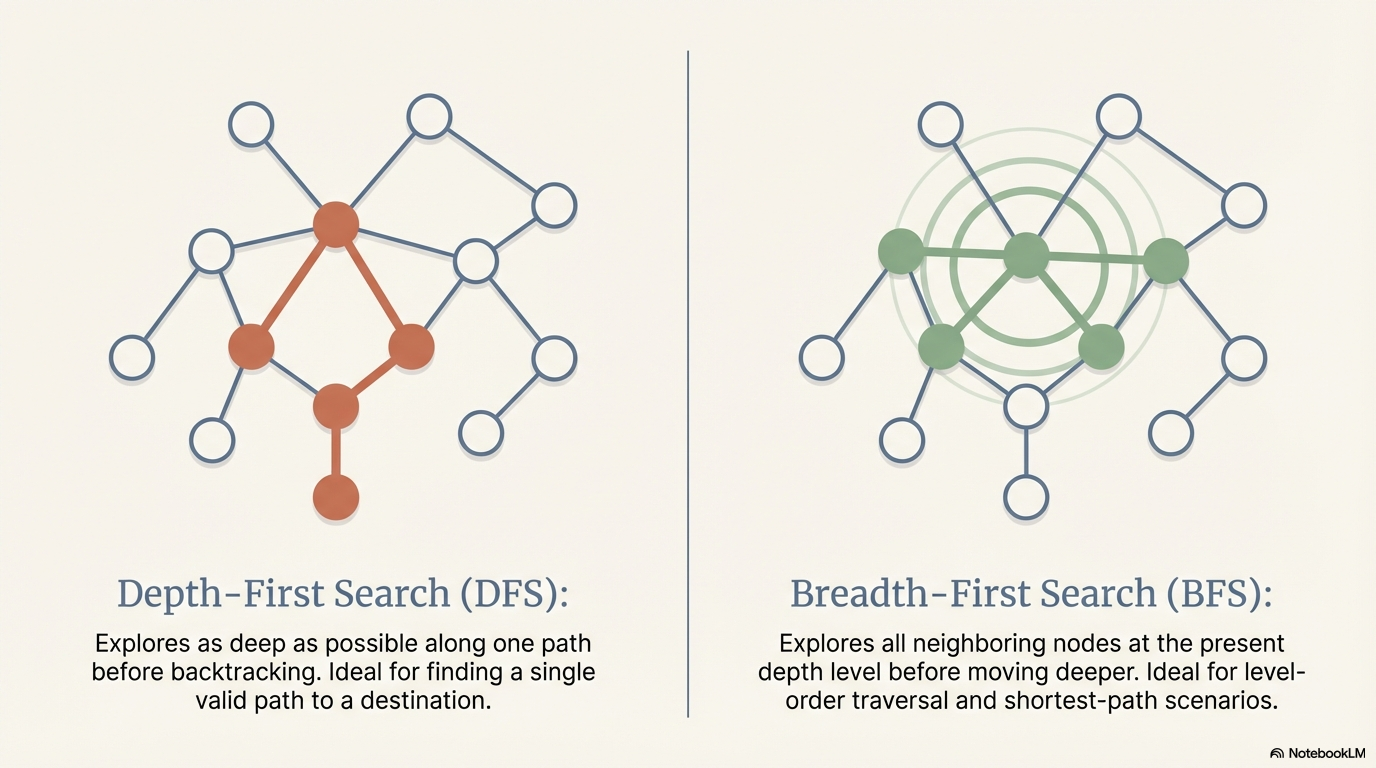 Depth-First Search (DFS):
Explores as deep as possible along one path
before backtracking. Ideal for finding a single
valid path to a destination.
Breadth-First Search (BFS):
Explores all neighboring nodes at the present
depth level before moving deeper. Ideal for level-
order traversal and shortest-path scenarios.
NotebookLM